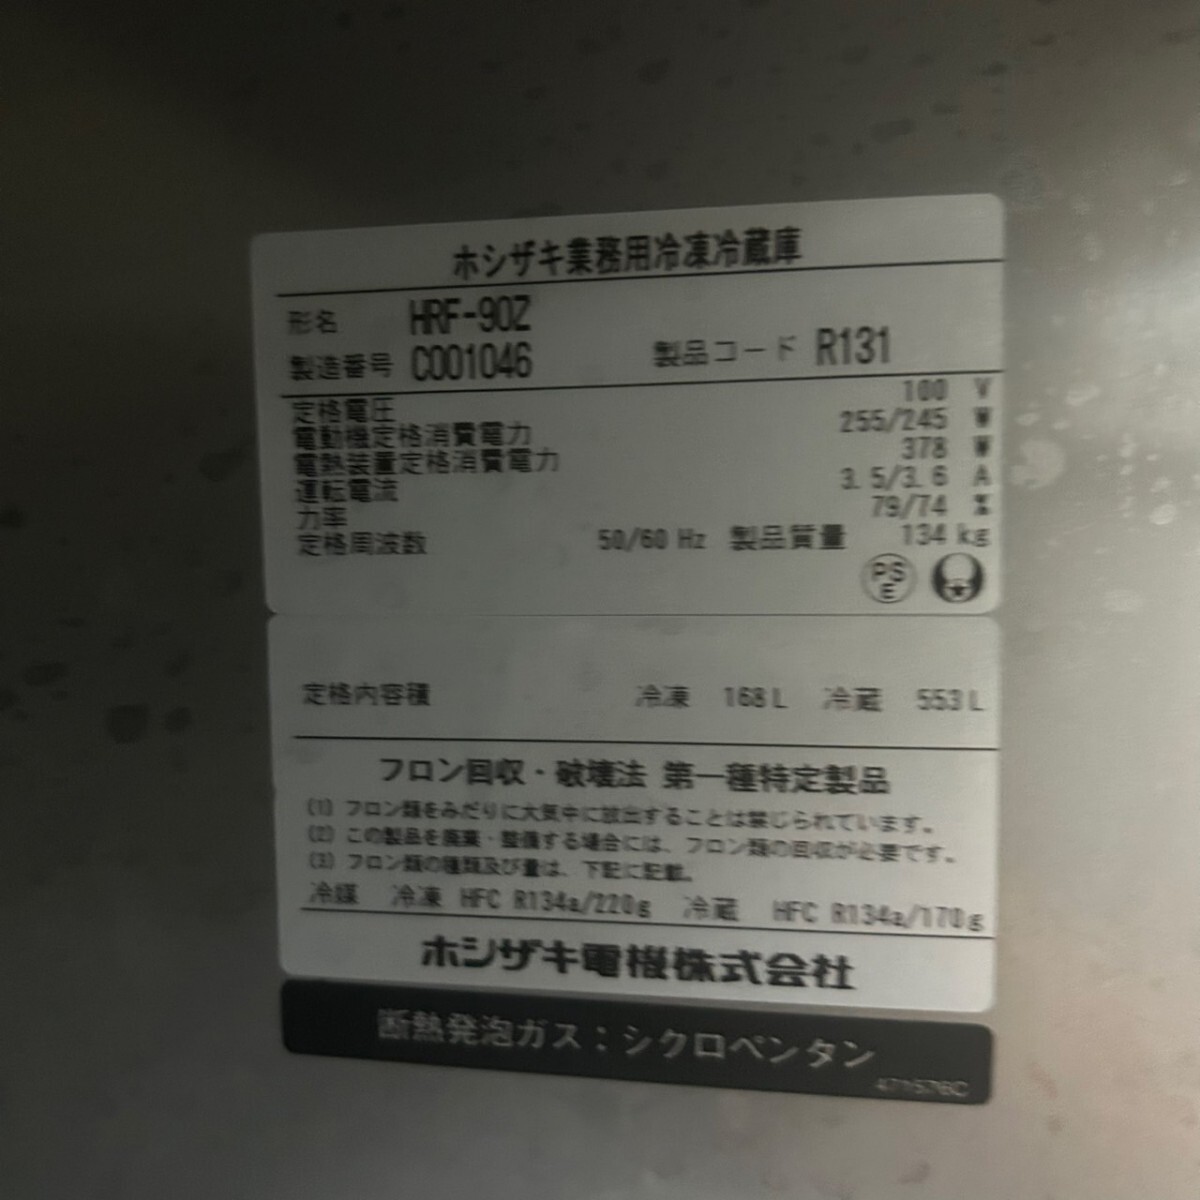 ホシザキ業務用冷凍冷蔵庫
形名 HRF-90Z
製造番号 C001046 製品コード R131
定格電圧 100 V
電動機定格消費電力 255/245 W
電熱装置定格消費電力 378 W
運転電流 3.5/3.6 A
力率 79/74 %
定格周波数 50/60 Hz 製品質量 134 kg
PS
E
定格内容積 冷凍 168L 冷蔵 553L
フロン回収・破壊法 第一種特定製品
(1) フロン類をみだりに大気中に放出することは禁じられています。
(2) この製品を廃棄・整備する場合には、フロン類の回収が必要です。
(3) フロン類の種類及び量は、下記に記載。
冷媒 冷凍 HFC R134a/220g 冷蔵 HFC R134a/170g
ホシザキ電機株式会社
断熱発泡ガス：シクロペンタン
471576C